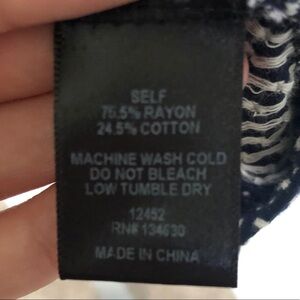 SELF
75.5% RAYON
24.5% COTTON
MACHINE WASH COLD
DO NOT BLEACH
LOW TUMBLE DRY
12452
RN# 134630
MADE IN CHINA